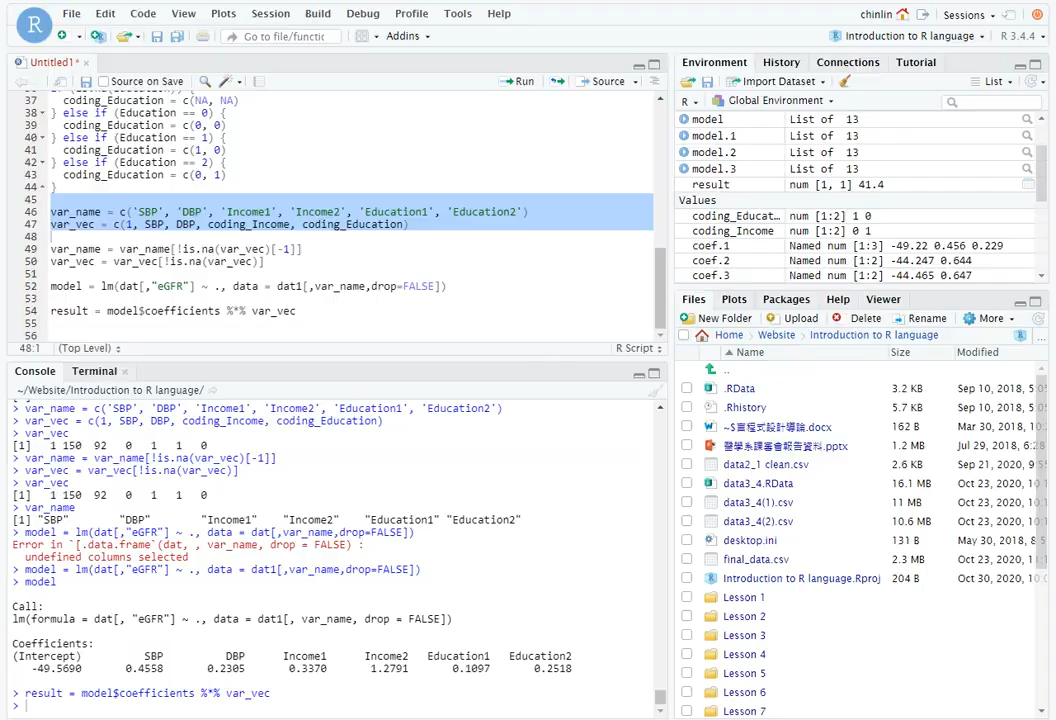 File Edit Code View Plots Session Build Debug Profile Tools Help
chinlin Sessions
Go to file/functic Addins
Introduction to R language R 3.4.4
Untitled1*
Source on Save Run Source
37 coding_Education = c(NA, NA)
38 } else if (Education == 0) {
39 coding_Education = c(0, 0)
40 } else if (Education == 1) {
41 coding_Education = c(1, 0)
42 } else if (Education == 2) {
43 coding_Education = c(0, 1)
44 }
45
46 var_name = c('SBP', 'DBP', 'Income1', 'Income2', 'Education1', 'Education2')
47 var_vec = c(1, SBP, DBP, coding_Income, coding_Education)
48
49 var_name = var_name[!is.na(var_vec)[-1]]
50 var_vec = var_vec[!is.na(var_vec)]
51
52 model = lm(dat[,"eGFR"] ~ ., data = dat1[,var_name,drop=FALSE])
53
54 result = model$coefficients %*% var_vec
55
56
48:1 (Top Level) R Script
Console Terminal
~/Website/Introduction to R language/
> var_name = c('SBP', 'DBP', 'Income1', 'Income2', 'Education1', 'Education2')
> var_vec = c(1, SBP, DBP, coding_Income, coding_Education)
> var_vec
[1] 1 150 92 0 1 1 0
> var_name = var_name[!is.na(var_vec)[-1]]
> var_vec = var_vec[!is.na(var_vec)]
> var_vec
[1] 1 150 92 0 1 1 0
> var_name
[1] "SBP" "DBP" "Income1" "Income2" "Education1" "Education2"
> model = lm(dat[,"eGFR"] ~ ., data = dat[,var_name,drop=FALSE])
Error in `[.data.frame`(dat, , var_name, drop = FALSE) :
undefined columns selected
> model = lm(dat[,"eGFR"] ~ ., data = dat1[,var_name,drop=FALSE])
> model
Call:
lm(formula = dat[, "eGFR"] ~ ., data = dat1[, var_name, drop = FALSE])
Coefficients:
(Intercept) SBP DBP Income1 Income2 Education1 Education2
-49.5690 0.4558 0.2305 0.3370 1.2791 0.1097 0.2518
> result = model$coefficients %*% var_vec
>
Environment History Connections Tutorial
Import Dataset List
R Global Environment
model List of 13
model.1 List of 13
model.2 List of 13
model.3 List of 13
result num [1, 1] 41.4
Values
coding_Educat… num [1:2] 1 0
coding_Income num [1:2] 0 1
coef.1 Named num [1:3] -49.22 0.456 0.229
coef.2 Named num [1:2] -44.247 0.644
coef.3 Named num [1:2] -44.465 0.647
Files Plots Packages Help Viewer
New Folder Upload Delete Rename More
Home Website Introduction to R language ...
Name Size Modified
..
.RData 3.2 KB Sep 10, 2018, 5:0
.Rhistory 5.7 KB Sep 10, 2018, 5:0
162 B Mar 30, 2018, 10:
1.2 MB Jul 29, 2018, 6:28
data2_1 clean.csv 2.6 KB Sep 21, 2020, 9:5
data3_4.RData 16.1 MB Oct 23, 2020, 10:
data3_4(1).csv 11 MB Oct 23, 2020, 10:
data3_4(2).csv 10.6 MB Oct 23, 2020, 10:
desktop.ini 131 B May 30, 2018, 8:5
final_data.csv 2.3 MB Oct 23, 2020,
Introduction to R language.Rproj 204 B Oct 30, 2020, 10:
Lesson 1
Lesson 2
Lesson 3
Lesson 4
Lesson 5
Lesson 6
Lesson 7